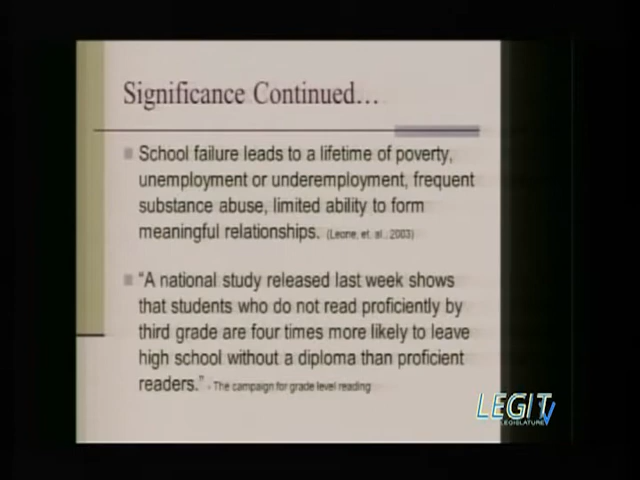 Significance Continued…
School failure leads to a lifetime of poverty,
unemployment or underemployment, frequent
substance abuse, limited ability to form
meaningful relationships. (Leone, et. al., 2003)
"A national study released last week shows
that students who do not read proficiently by
third grade are four times more likely to leave
high school without a diploma than proficient
readers." - The campaign for grade level reading
LEGIT
LEGISLATURE TV